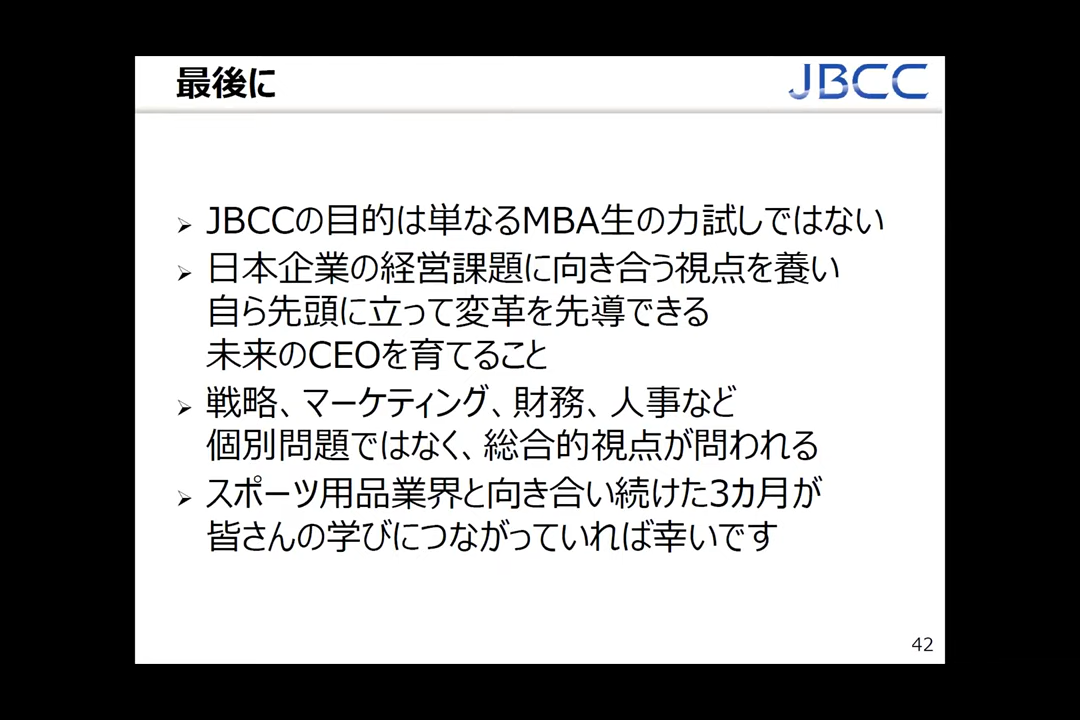 最後に
JBCC
➢ JBCCの目的は単なるMBA生の力試しではない
➢ 日本企業の経営課題に向き合う視点を養い
自ら先頭に立って変革を先導できる
未来のCEOを育てること
➢ 戦略、マーケティング、財務、人事など
個別問題ではなく、総合的視点が問われる
➢ スポーツ用品業界と向き合い続けた3カ月が
皆さんの学びにつながっていれば幸いです
42